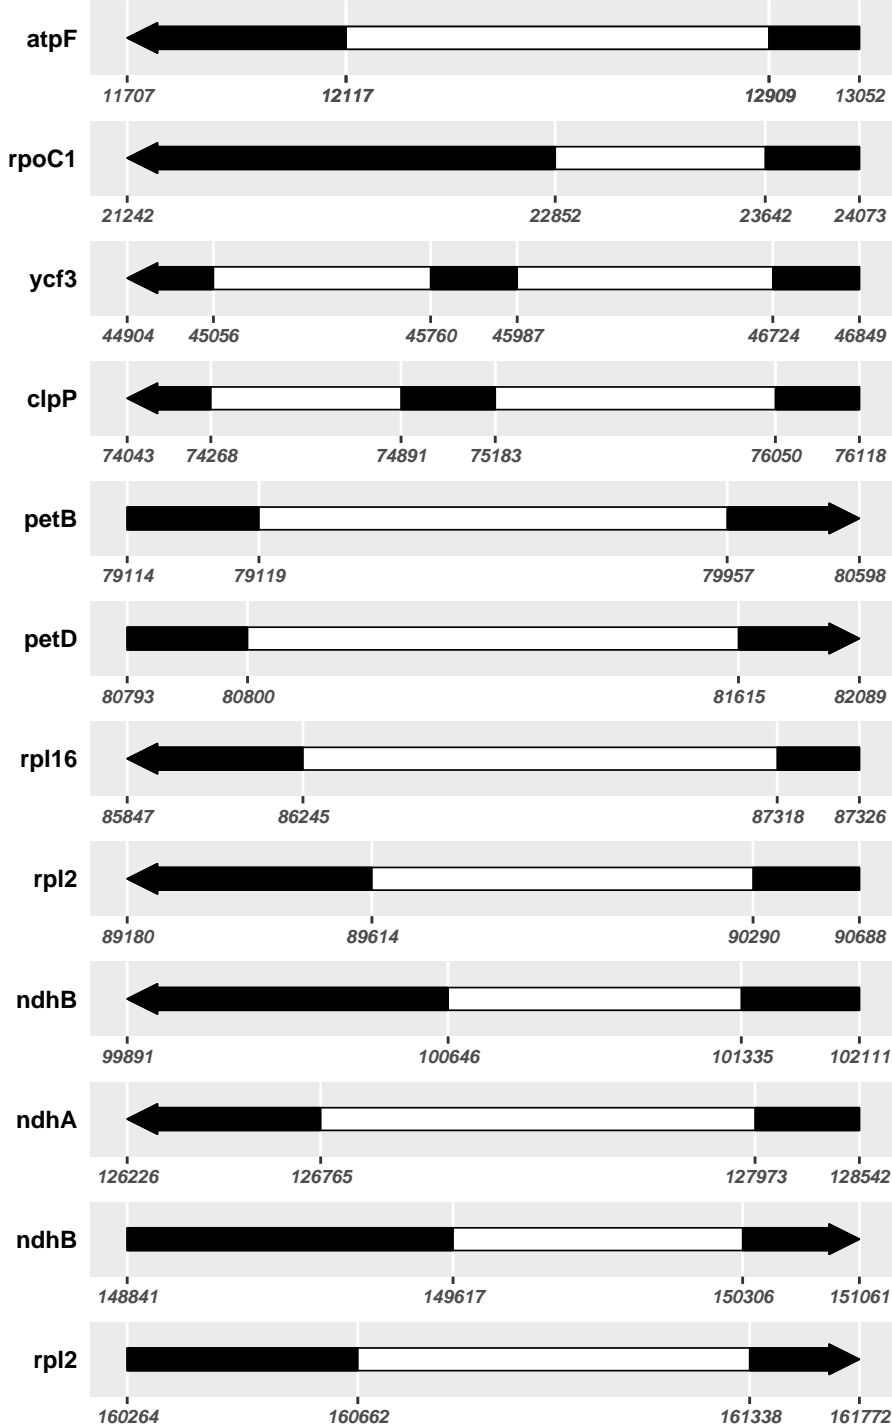 atpF
11707 12117 12909 13052
rpoC1
21242 22852 23642 24073
ycf3
44904 45056 45760 45987 46724 46849
clpP
74043 74268 74891 75183 76050 76118
petB
79114 79119 79957 80598
petD
80793 80800 81615 82089
rpl16
85847 86245 87318 87326
rpl2
89180 89614 90290 90688
ndhB
99891 100646 101335 102111
ndhA
126226 126765 127973 128542
ndhB
148841 149617 150306 151061
rpl2
160264 160662 161338 161772